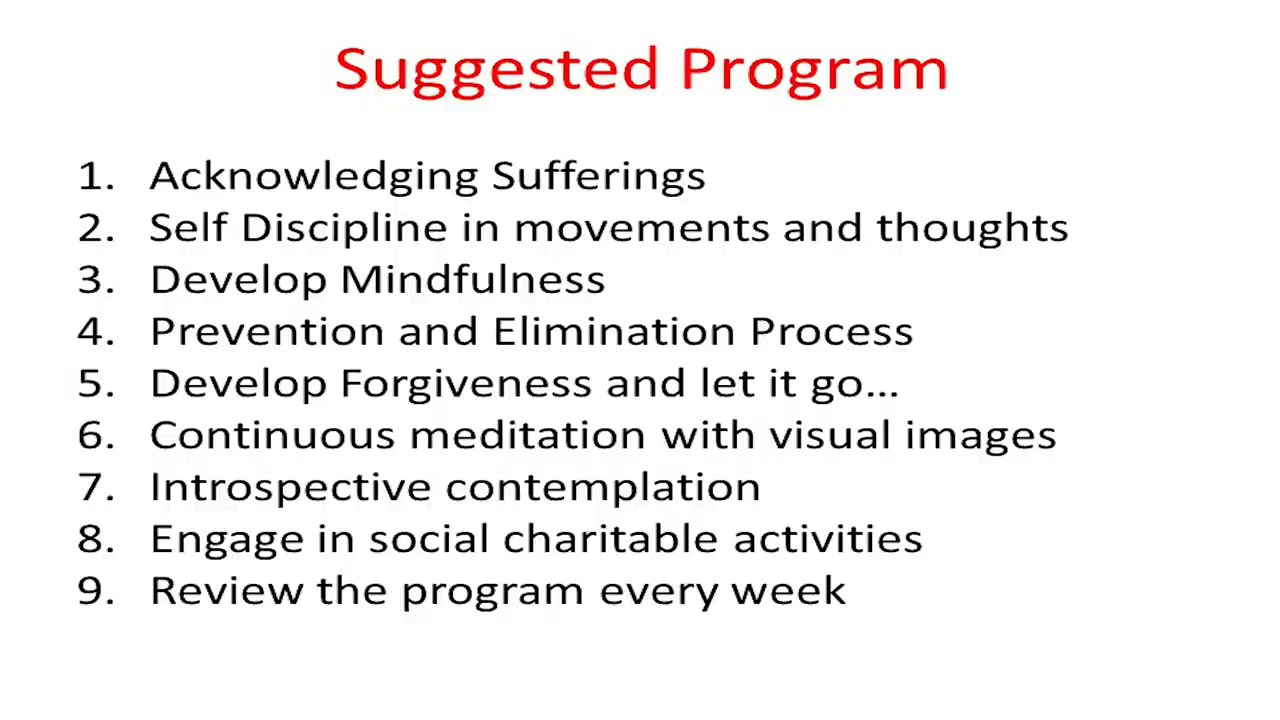 Suggested Program
1. Acknowledging Sufferings
2. Self Discipline in movements and thoughts
3. Develop Mindfulness
4. Prevention and Elimination Process
5. Develop Forgiveness and let it go...
6. Continuous meditation with visual images
7. Introspective contemplation
8. Engage in social charitable activities
9. Review the program every week